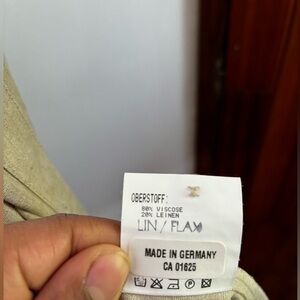 OBERSTOFF:
80% VISCOSE
20% LEINEN
LIN / FLAX
MADE IN GERMANY
CA 01625